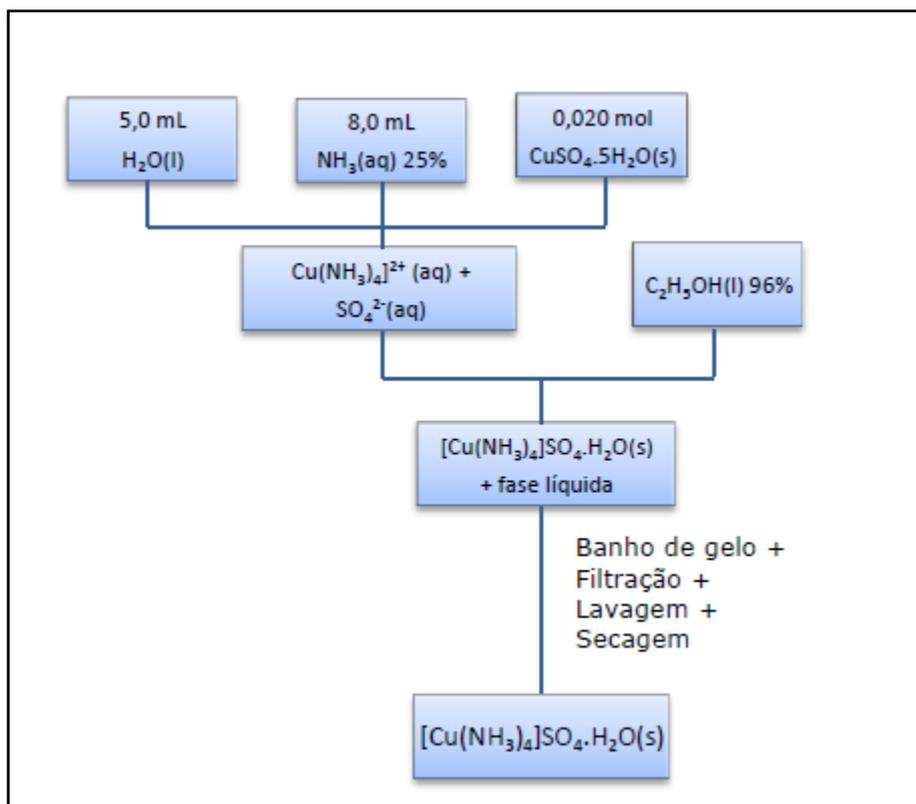 5,0 mL
H₂O(l)
8,0 mL
NH₃(aq) 25%
0,020 mol
CuSO₄.5H₂O(s)
Cu(NH₃)₄]²⁺ (aq) +
SO₄²⁻(aq)
C₂H₅OH(l) 96%
[Cu(NH₃)₄]SO₄.H₂O(s)
+ fase líquida
Banho de gelo +
Filtração +
Lavagem +
Secagem
[Cu(NH₃)₄]SO₄.H₂O(s)